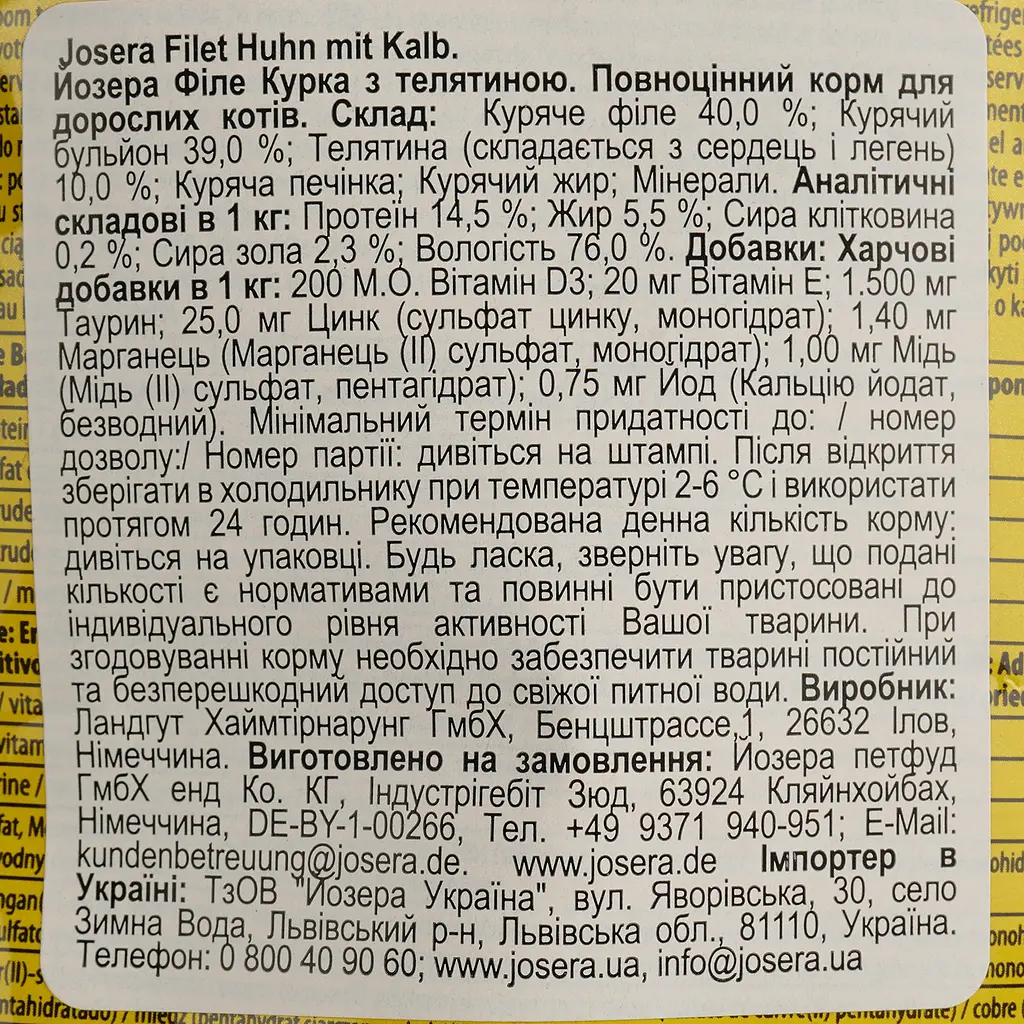 Josera Filet Huhn mit Kalb.
Йозера Філе Курка з телятиною. Повноцінний корм для
дорослих котів. Склад: Куряче філе 40,0 %; Курячий
бульйон 39,0 %; Телятина (складається з сердець і легень)
10,0 %; Куряча печінка; Курячий жир; Мінерали. Аналітичні
складові в 1 кг: Протеїн 14,5 %; Жир 5,5 %; Сира клітковина
0,2 %; Сира зола 2,3 %; Вологість 76,0 %. Добавки: Харчові
добавки в 1 кг: 200 М.О. Вітамін D3; 20 мг Вітамін Е; 1.500 мг
Таурин; 25,0 мг Цинк (сульфат цинку, моногідрат); 1,40 мг
Марганець (Марганець (II) сульфат, моногідрат); 1,00 мг Мідь
(Мідь (II) сульфат, пентагідрат); 0,75 мг Йод (Кальцію йодат,
безводний). Мінімальний термін придатності до: / номер
дозволу:/ Номер партії: дивіться на штампі. Після відкриття
зберігати в холодильнику при температурі 2-6 °С і використати
протягом 24 годин. Рекомендована денна кількість корму:
дивіться на упаковці. Будь ласка, зверніть увагу, що подані
кількості є нормативами та повинні бути пристосовані до
індивідуального рівня активності Вашої тварини. При
згодовуванні корму необхідно забезпечити тварині постійний
та безперешкодний доступ до свіжої питної води. Виробник:
Ландгут Хаймтірнарунг ГмбХ, Бенцштрассе,1, 26632 Ілов,
Німеччина. Виготовлено на замовлення: Йозера петфуд
ГмбХ енд Ко. КГ, Індустрігебіт Зюд, 63924 Кляйнхойбах,
Німеччина, DE-BY-1-00266, Тел. +49 9371 940-951; E-Mail:
kundenbetreuung@josera.de. www.josera.de Імпортер в
Україні: ТзОВ "Йозера Україна", вул. Яворівська, 30, село
Зимна Вода, Львівський р-н, Львівська обл., 81110, Україна.
Телефон: 0 800 40 90 60; www.josera.ua, info@josera.ua